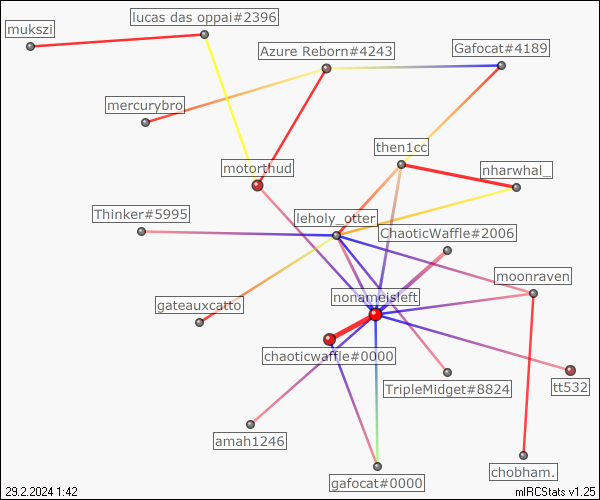 lucas das oppai#2396
mukszi
Azure Reborn#4243
Gafocat#4189
mercurybro
then1cc
motorthud
nharwhal_
Thinker#5995
leholy_otter
ChaoticWaffle#2006
moonraven
nonameisleft
gateauxcatto
chaoticwaffle#0000
TripleMidget#8824
tt532
amah1246
chobham.
gafocat#0000
29.2.2024 1:42
mIRCStats v1.25